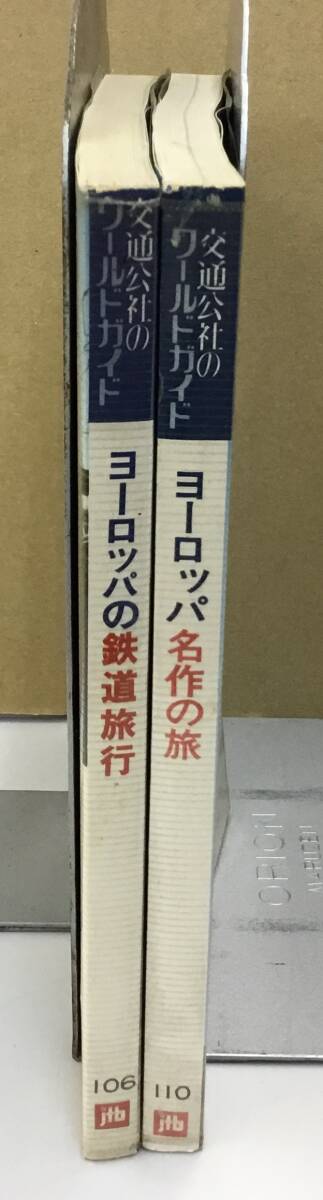 交通公社の
ワールドガイド
ヨーロッパの鉄道旅行
106
jtb
交通公社の
ワールドガイド
ヨーロッパ名作の旅
110
jtb
ORION